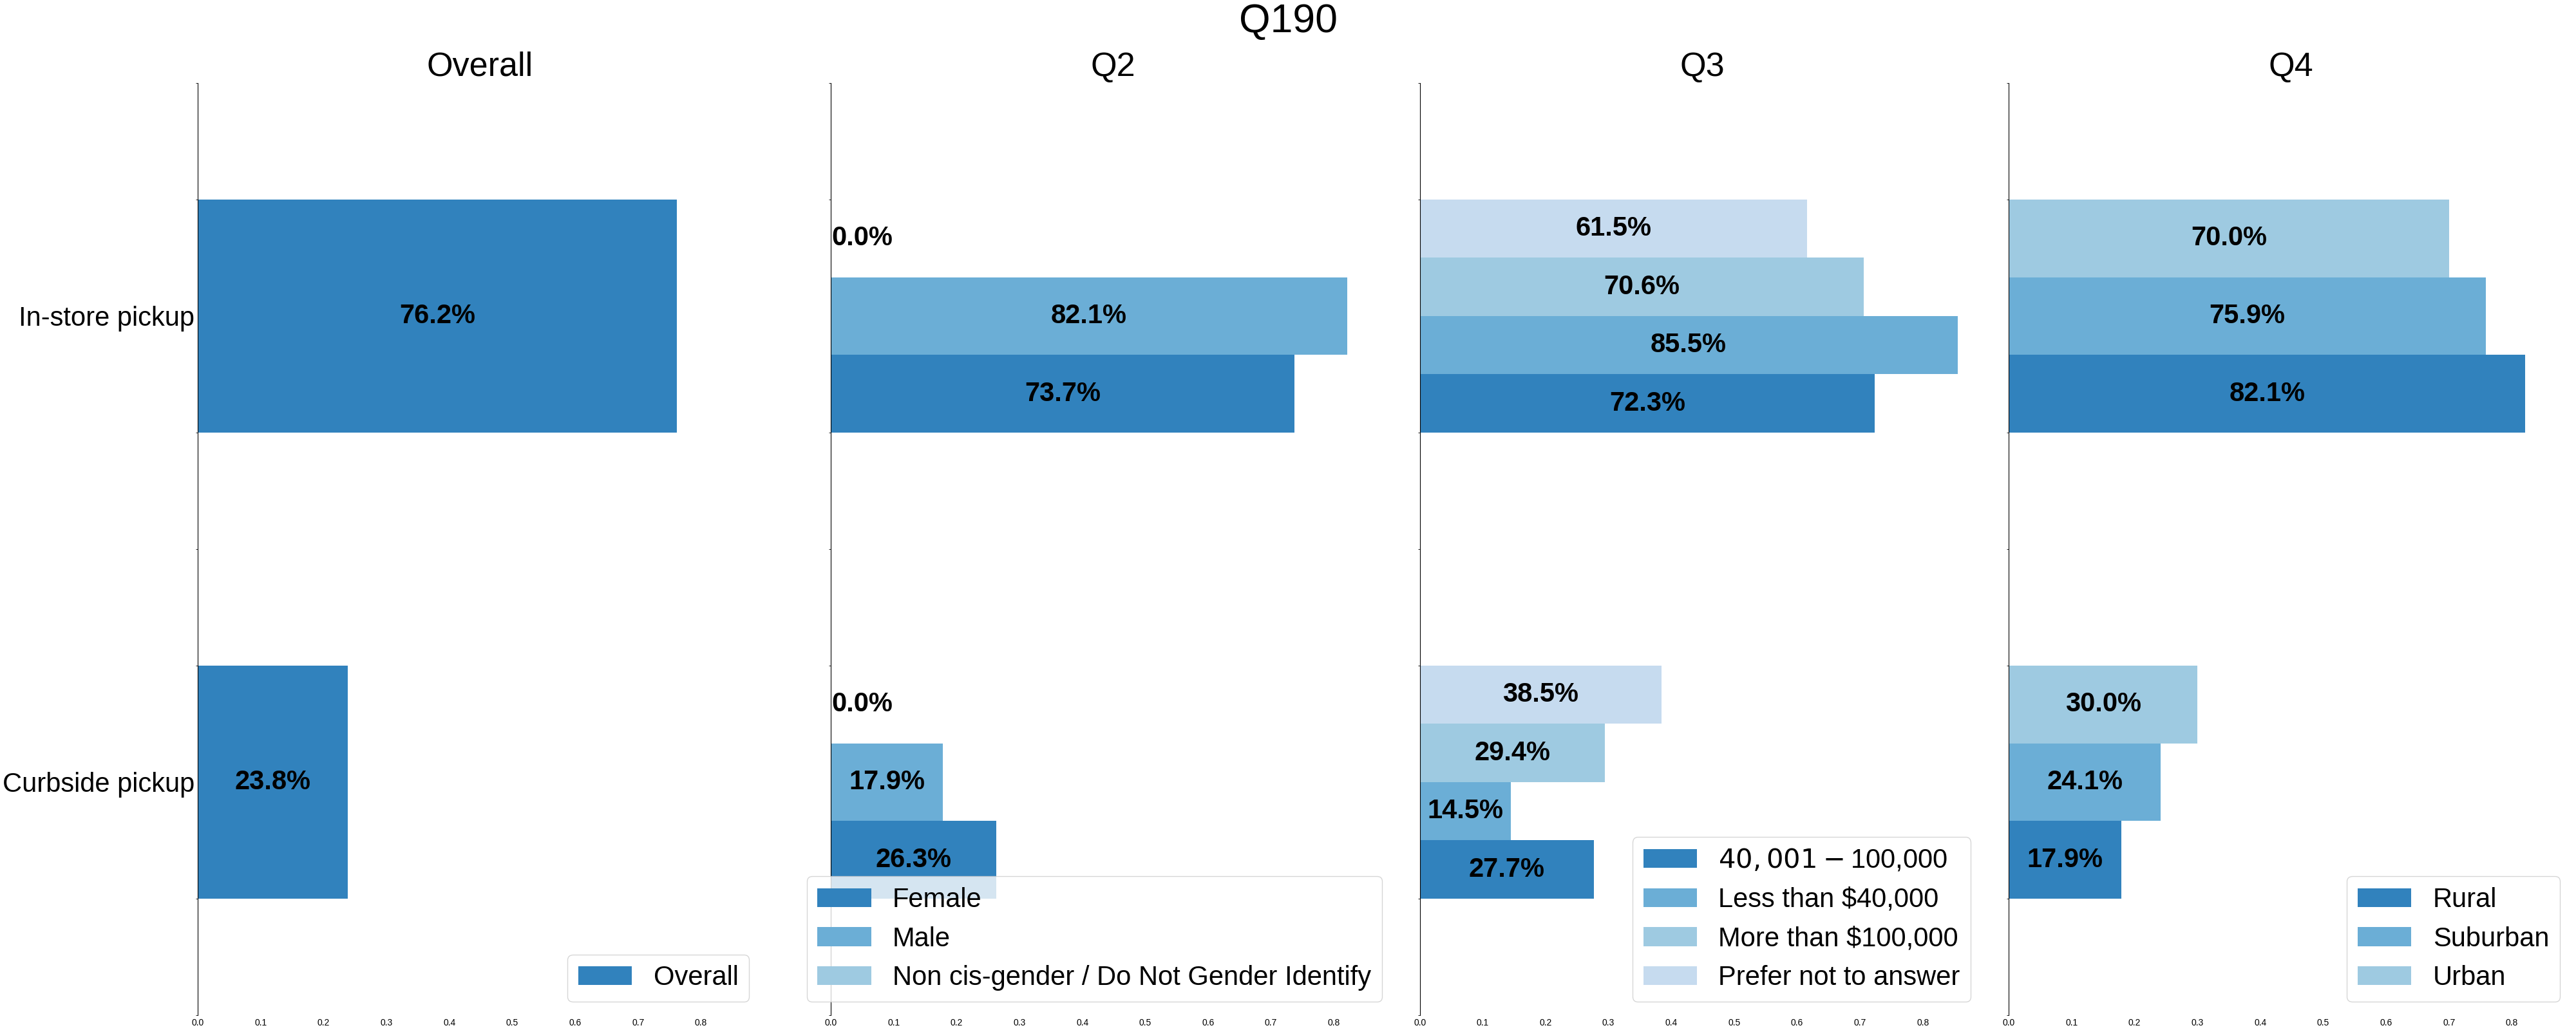 Q190
Overall
Q2
Q3
Q4
In-store pickup
Curbside pickup
76.2%
23.8%
0.0%
82.1%
73.7%
0.0%
17.9%
26.3%
61.5%
70.6%
85.5%
72.3%
38.5%
29.4%
14.5%
27.7%
70.0%
75.9%
82.1%
30.0%
24.1%
17.9%
Overall
Female
Male
Non cis-gender / Do Not Gender Identify
40,001 − 100,000
Less than $40,000
More than $100,000
Prefer not to answer
Rural
Suburban
Urban
0.0 0.1 0.2 0.3 0.4 0.5 0.6 0.7 0.8
0.0 0.1 0.2 0.3 0.4 0.5 0.6 0.7 0.8
0.0 0.1 0.2 0.3 0.4 0.5 0.6 0.7 0.8
0.0 0.1 0.2 0.3 0.4 0.5 0.6 0.7 0.8